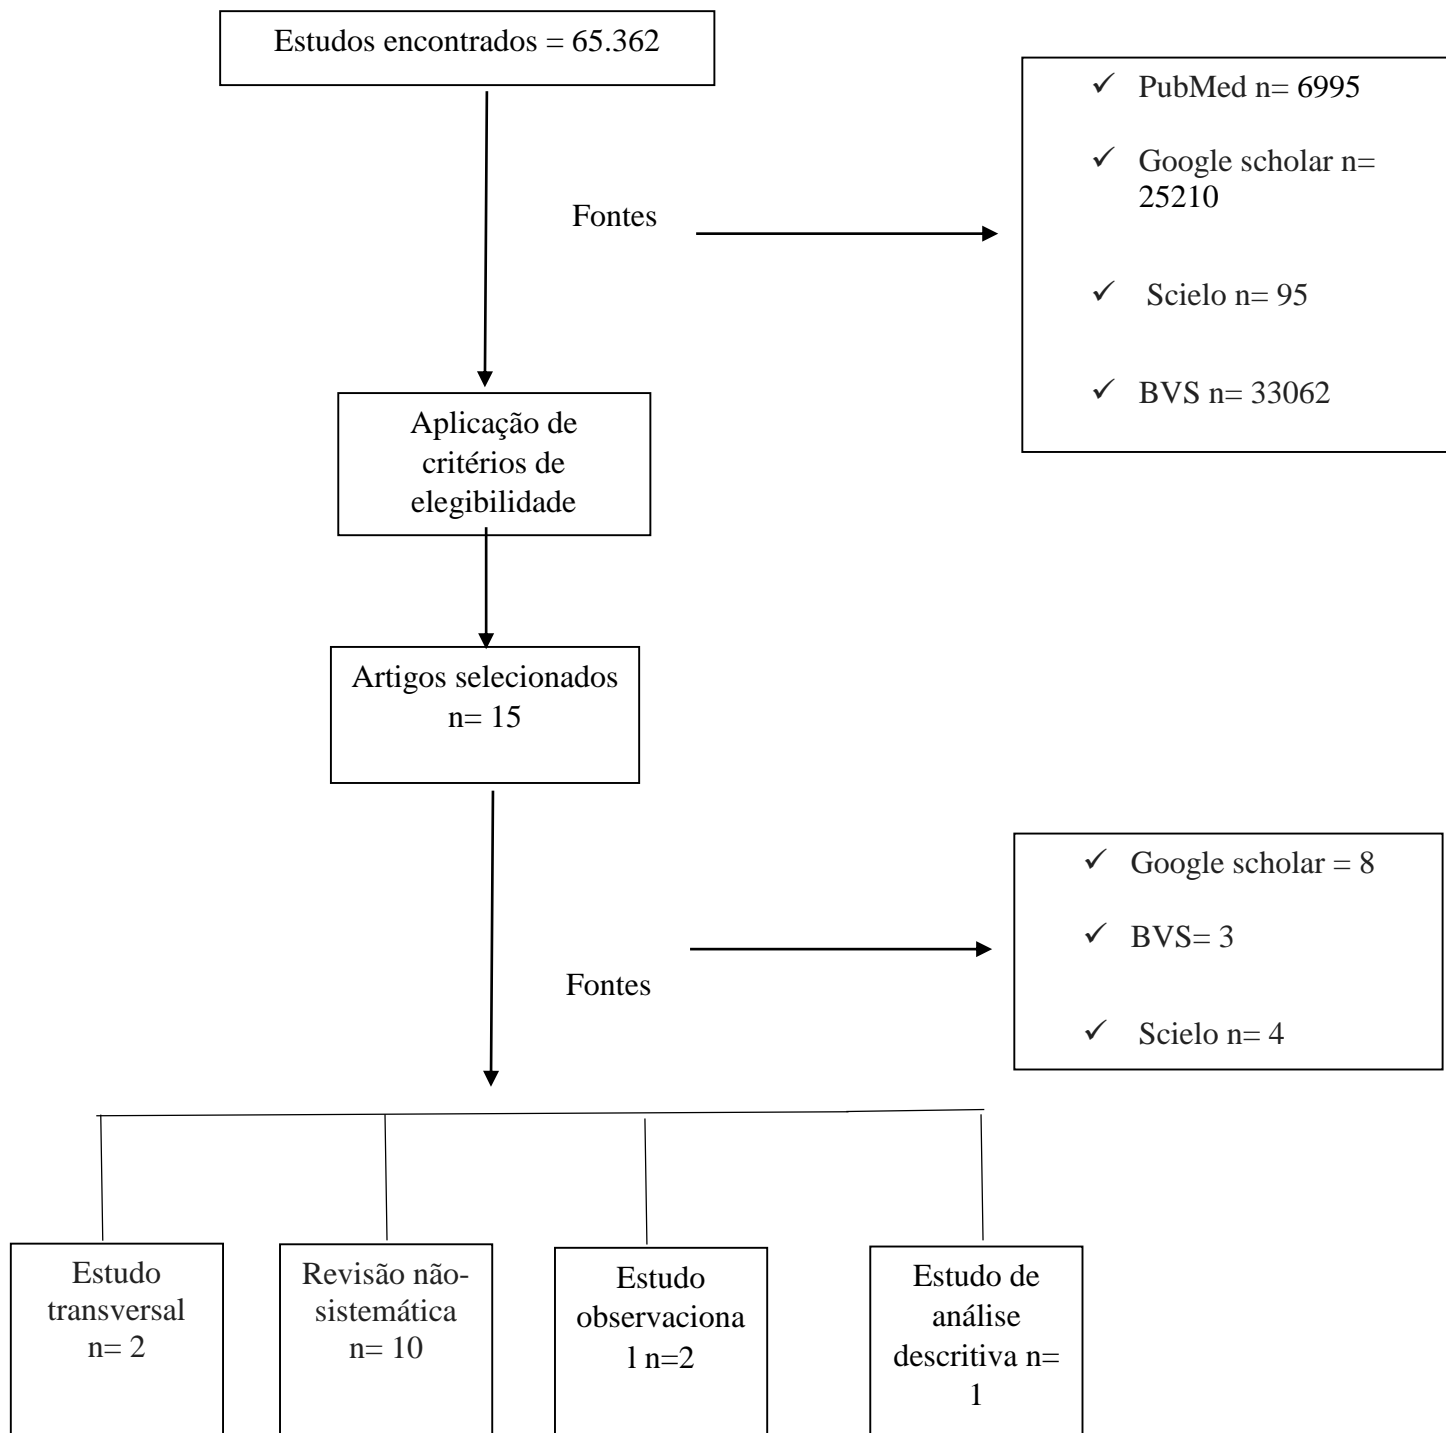 Estudos encontrados = 65.362
✓ PubMed n= 6995
✓ Google scholar n=
25210
✓ Scielo n= 95
✓ BVS n= 33062
Fontes
Aplicação de
critérios de
elegibilidade
Artigos selecionados
n= 15
✓ Google scholar = 8
✓ BVS= 3
✓ Scielo n= 4
Fontes
Estudo
transversal
n= 2
Revisão não-
sistemática
n= 10
Estudo
observaciona
l n=2
Estudo de
análise
descritiva n=
1